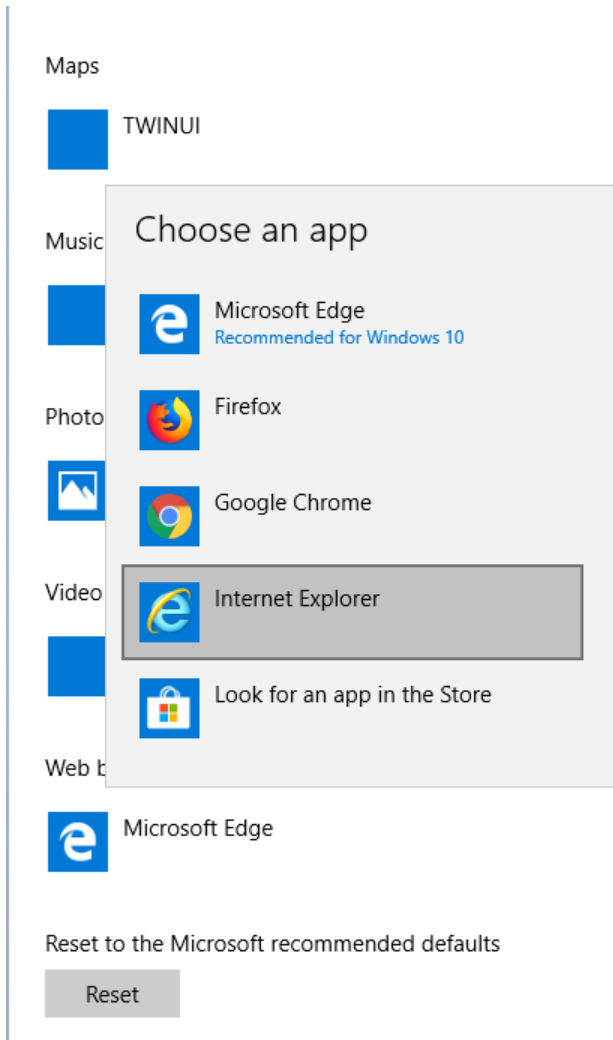 Maps
TWINUI
Music
Choose an app
Microsoft Edge
Recommended for Windows 10
Photo
Firefox
Google Chrome
Video
Internet Explorer
Look for an app in the Store
Web b
Microsoft Edge
Reset to the Microsoft recommended defaults
Reset